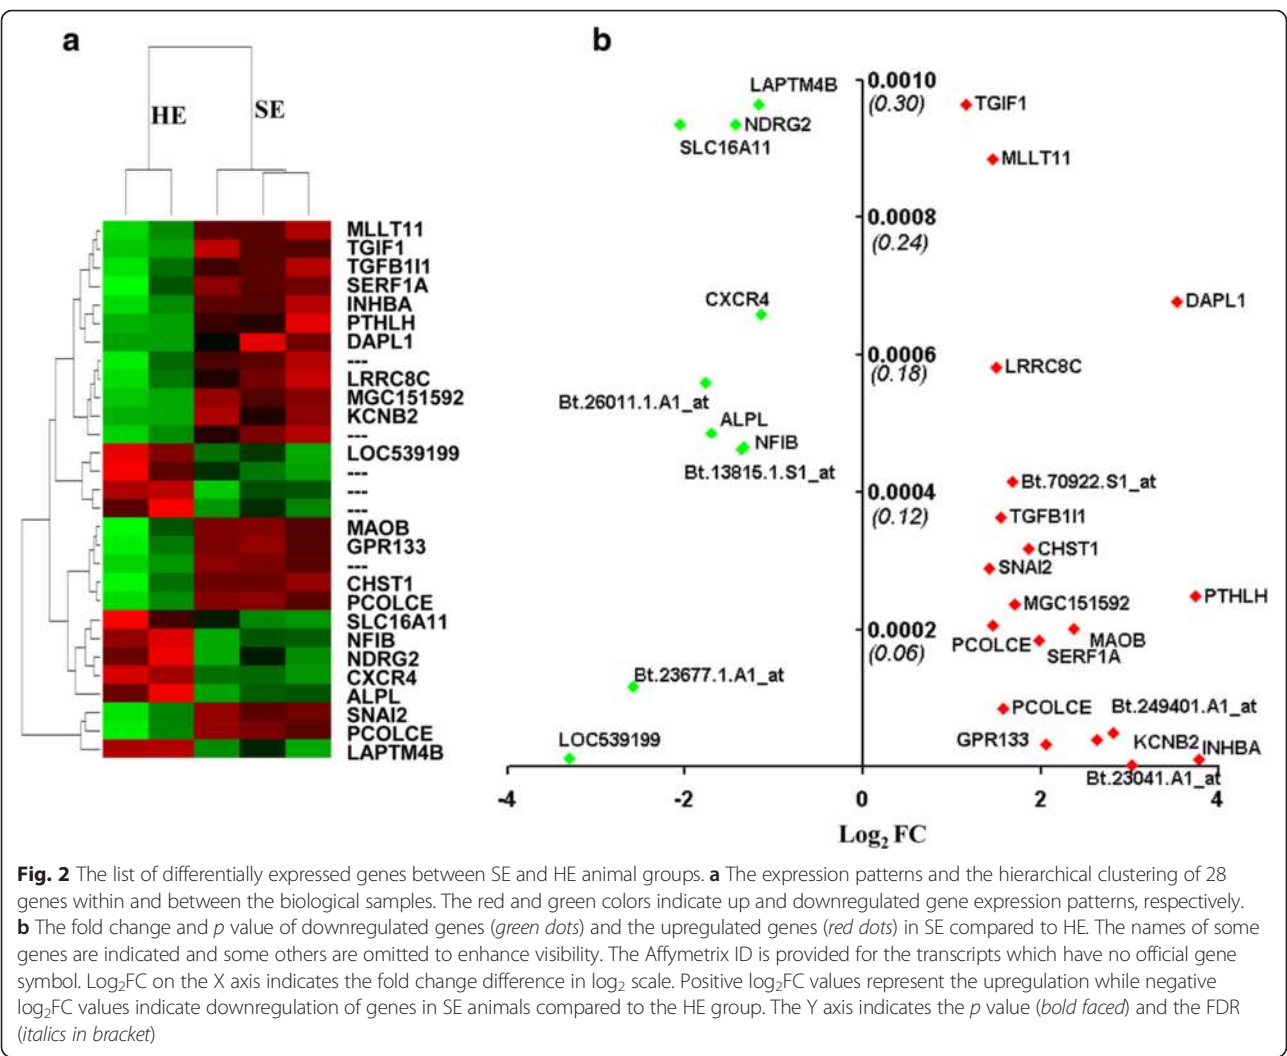 a
HE
SE
MLLT11
TGIF1
TGFB1I1
SERF1A
INHBA
PTHLH
DAPL1
---
LRRC8C
MGC151592
KCNB2
---
LOC539199
---
---
---
MAOB
GPR133
---
CHST1
PCOLCE
SLC16A11
NFIB
NDRG2
CXCR4
ALPL
SNAI2
PCOLCE
LAPTM4B
b
LAPTM4B
NDRG2
SLC16A11
CXCR4
Bt.26011.1.A1_at
ALPL
NFIB
Bt.13815.1.S1_at
Bt.23677.1.A1_at
LOC539199
0.0010
(0.30)
0.0008
(0.24)
0.0006
(0.18)
0.0004
(0.12)
0.0002
(0.06)
TGIF1
MLLT11
DAPL1
LRRC8C
Bt.70922.S1_at
TGFB1I1
CHST1
SNAI2
PTHLH
MGC151592
PCOLCE
MAOB
SERF1A
PCOLCE
Bt.249401.A1_at
GPR133
KCNB2
INHBA
Bt.23041.A1_at
-4 -2 0 2 4
Log2 FC
Fig. 2 The list of differentially expressed genes between SE and HE animal groups. a The expression patterns and the hierarchical clustering of 28
genes within and between the biological samples. The red and green colors indicate up and downregulated gene expression patterns, respectively.
b The fold change and p value of downregulated genes (green dots) and the upregulated genes (red dots) in SE compared to HE. The names of some
genes are indicated and some others are omitted to enhance visibility. The Affymetrix ID is provided for the transcripts which have no official gene
symbol. Log2FC on the X axis indicates the fold change difference in log2 scale. Positive log2FC values represent the upregulation while negative
log2FC values indicate downregulation of genes in SE animals compared to the HE group. The Y axis indicates the p value (bold faced) and the FDR
(italics in bracket)